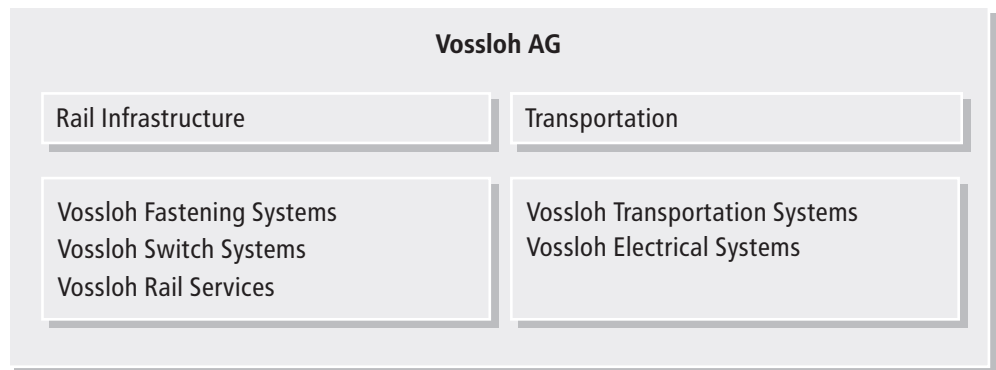 Vossloh AG
Rail Infrastructure
Transportation
Vossloh Fastening Systems
Vossloh Switch Systems
Vossloh Rail Services
Vossloh Transportation Systems
Vossloh Electrical Systems